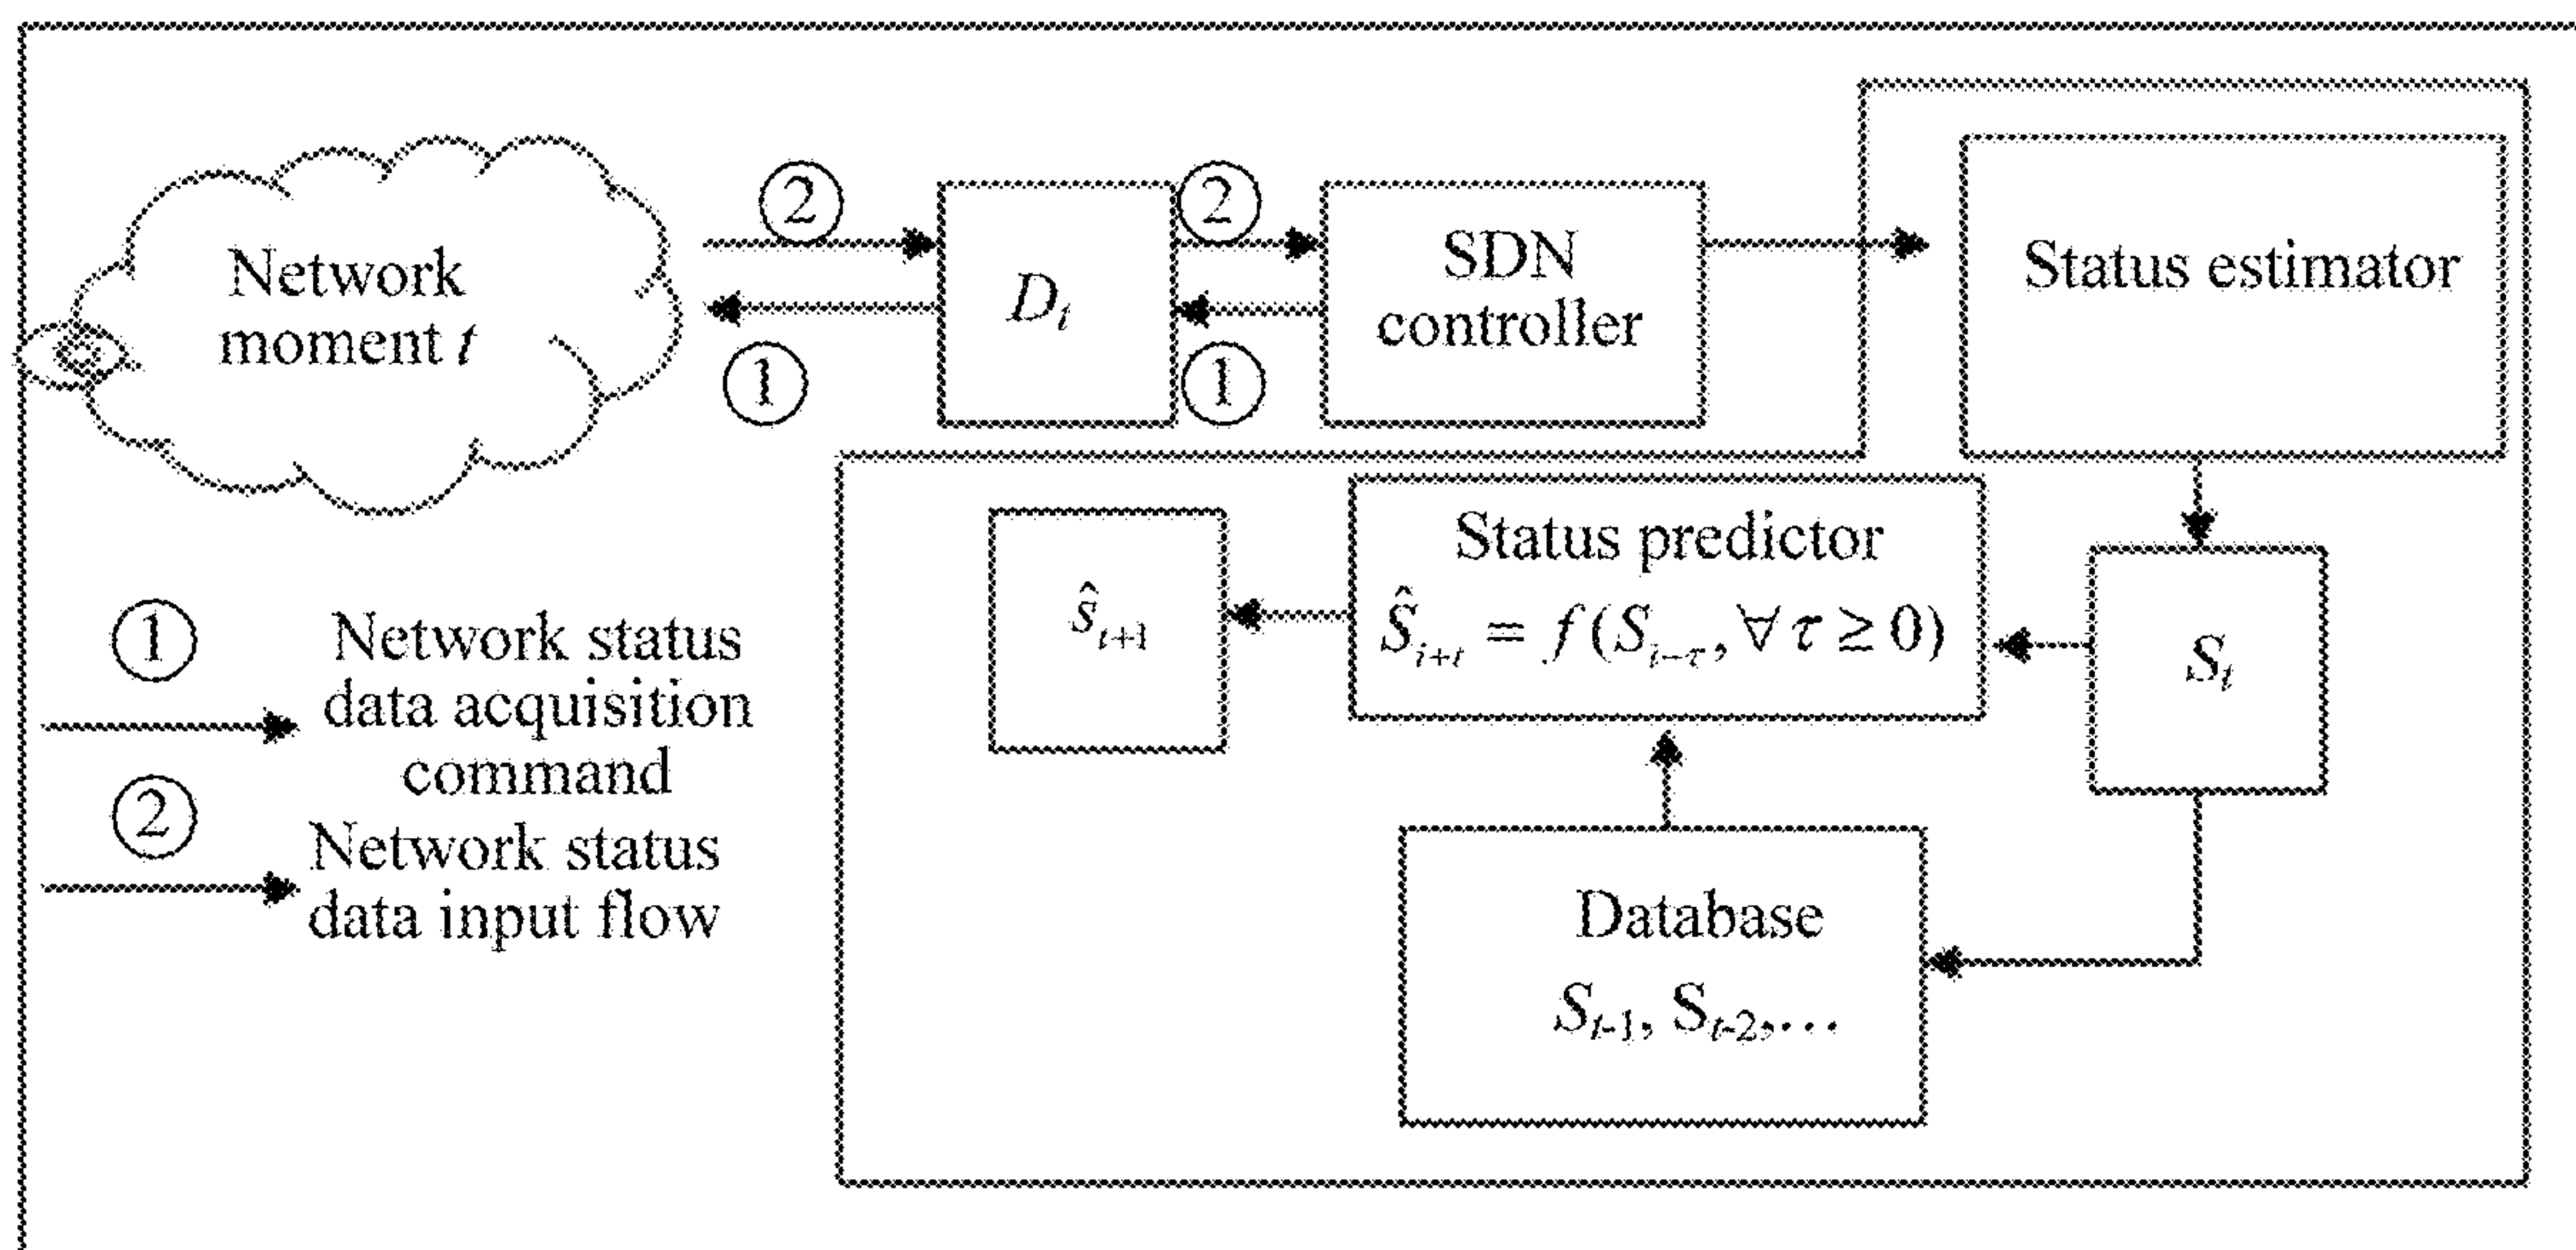 Network
moment t
②
①
D_t
②
①
SDN
controller
Status estimator
ŝ_{t+1}
Status predictor
Ŝ_{i+t} = f(S_{i-τ}, ∀ τ ≧ 0)
S_t
①
Network status
data acquisition
command
②
Network status
data input flow
Database
S_{t-1}, S_{t-2},...